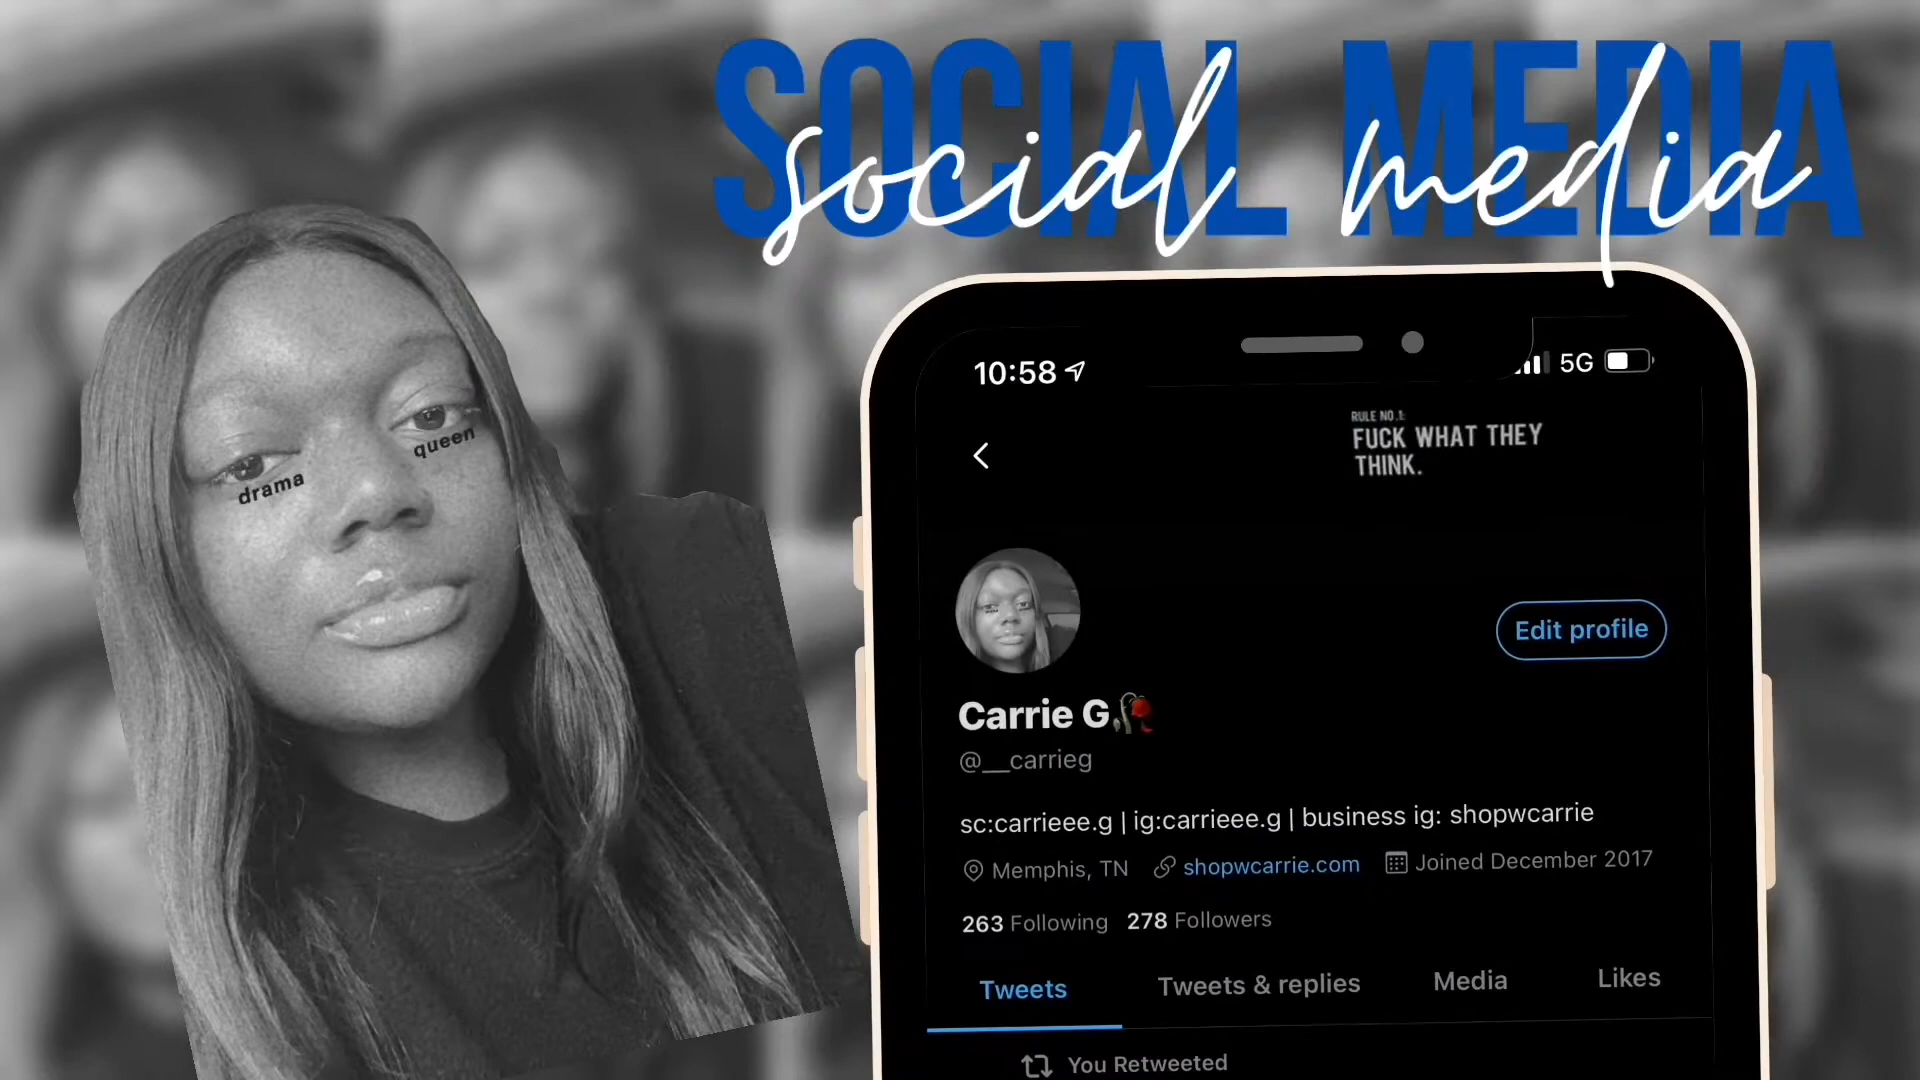 SOCIAL MEDIA
social media
10:58
5G
RULE NO.1:
FUCK WHAT THEY
THINK.
drama
queen
Edit profile
Carrie G🥀
@__carrieg
sc:carrieee.g | ig:carrieee.g | business ig: shopwcarrie
Memphis, TN shopwcarrie.com Joined December 2017
263 Following 278 Followers
Tweets Tweets & replies Media Likes
You Retweeted